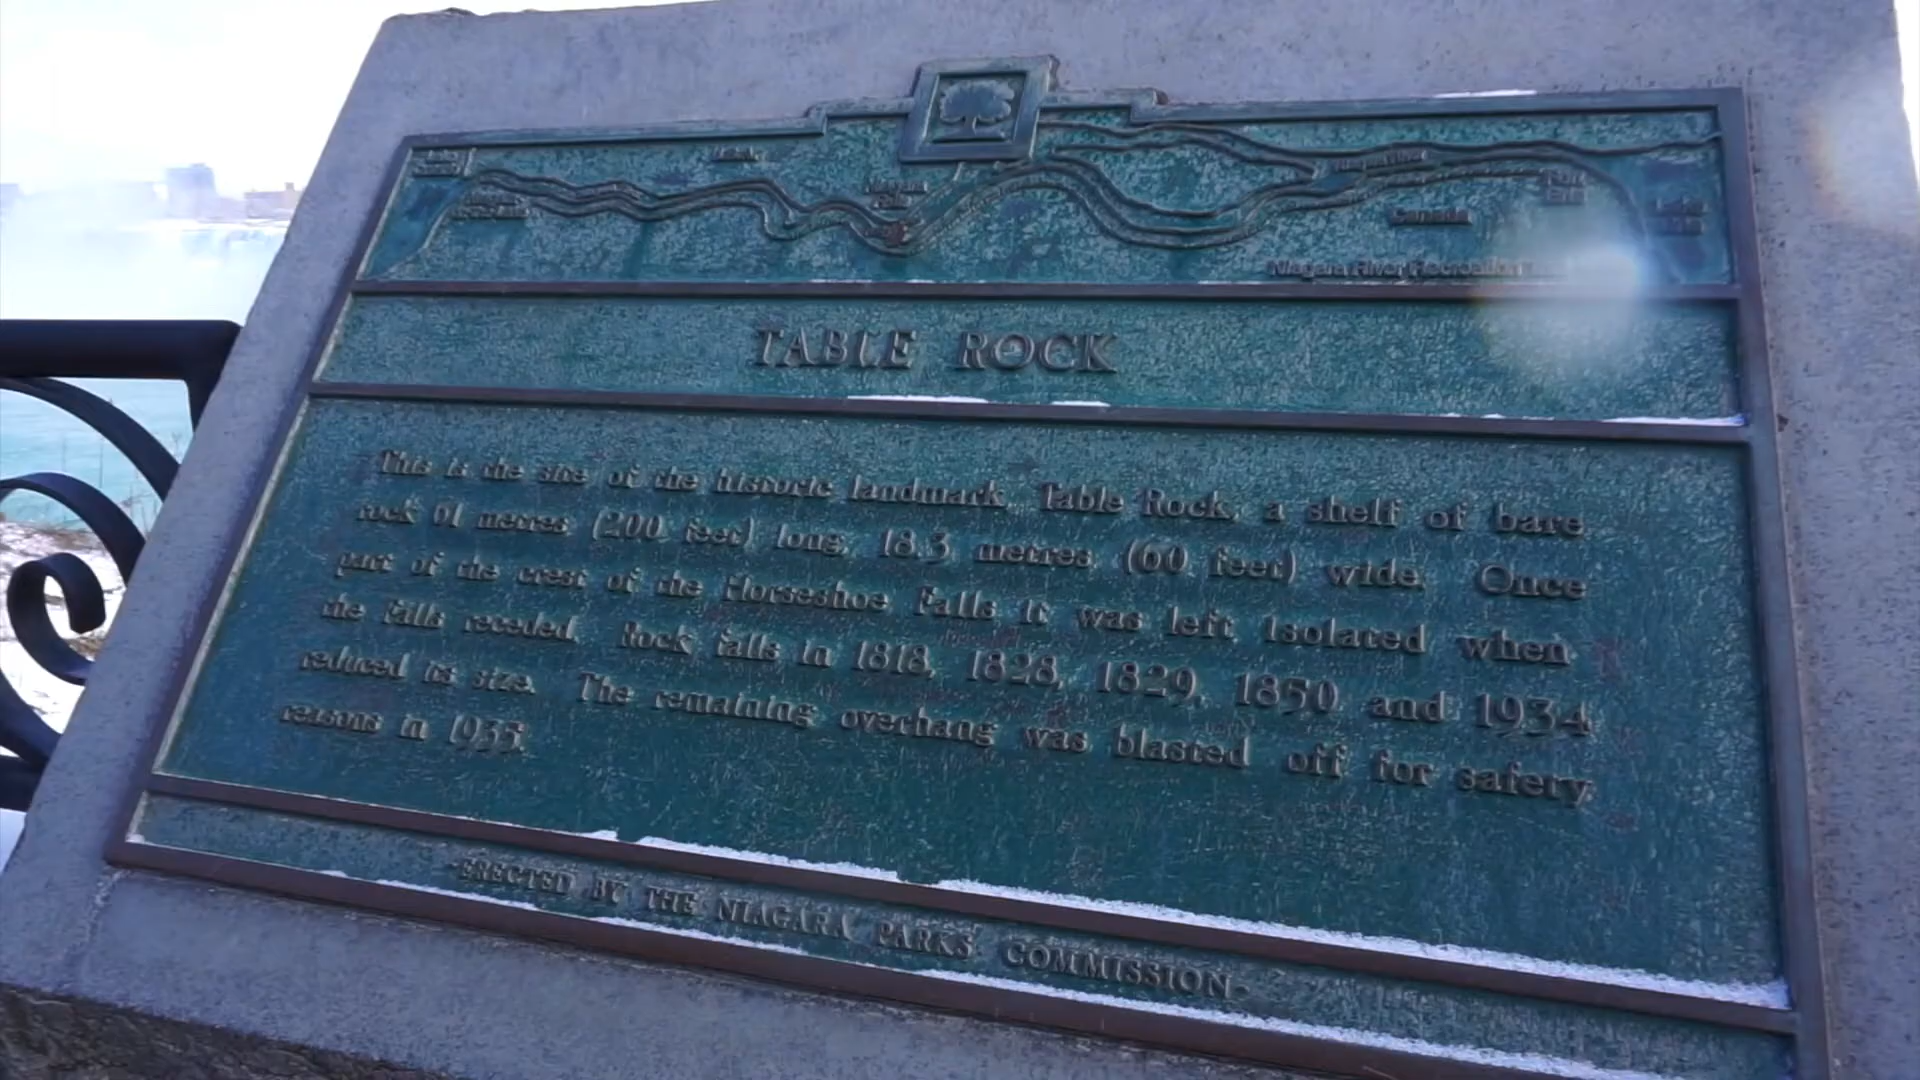 Niagara Falls
Canada
Niagara River Recreation
TABLE ROCK
This is the site of the historic landmark, Table Rock, a shelf of bare
rock 61 metres (200 feet) long, 18.3 metres (60 feet) wide. Once
part of the crest of the Horseshoe Falls it was left isolated when
the Falls receded. Rock falls in 1818, 1828, 1829, 1850 and 1934
reduced its size. The remaining overhang was blasted off for safety
reasons in 1935.
-ERECTED BY THE NIAGARA PARKS COMMISSION-